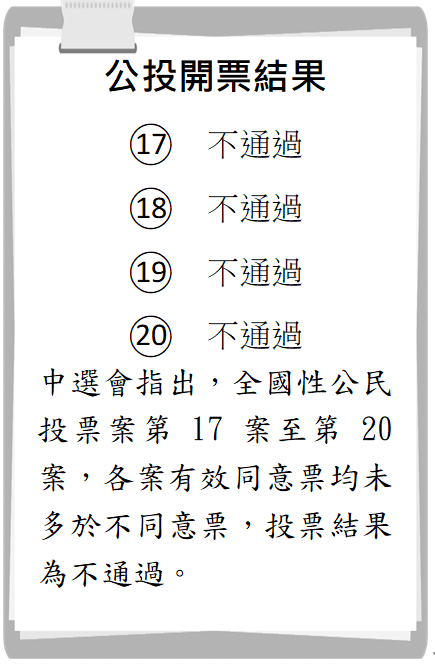 公投開票結果
⑰ 不通過
⑱ 不通過
⑲ 不通過
⑳ 不通過
中選會指出，全國性公民
投票案第 17 案至第 20
案，各案有效同意票均未
多於不同意票，投票結果
為不通過。